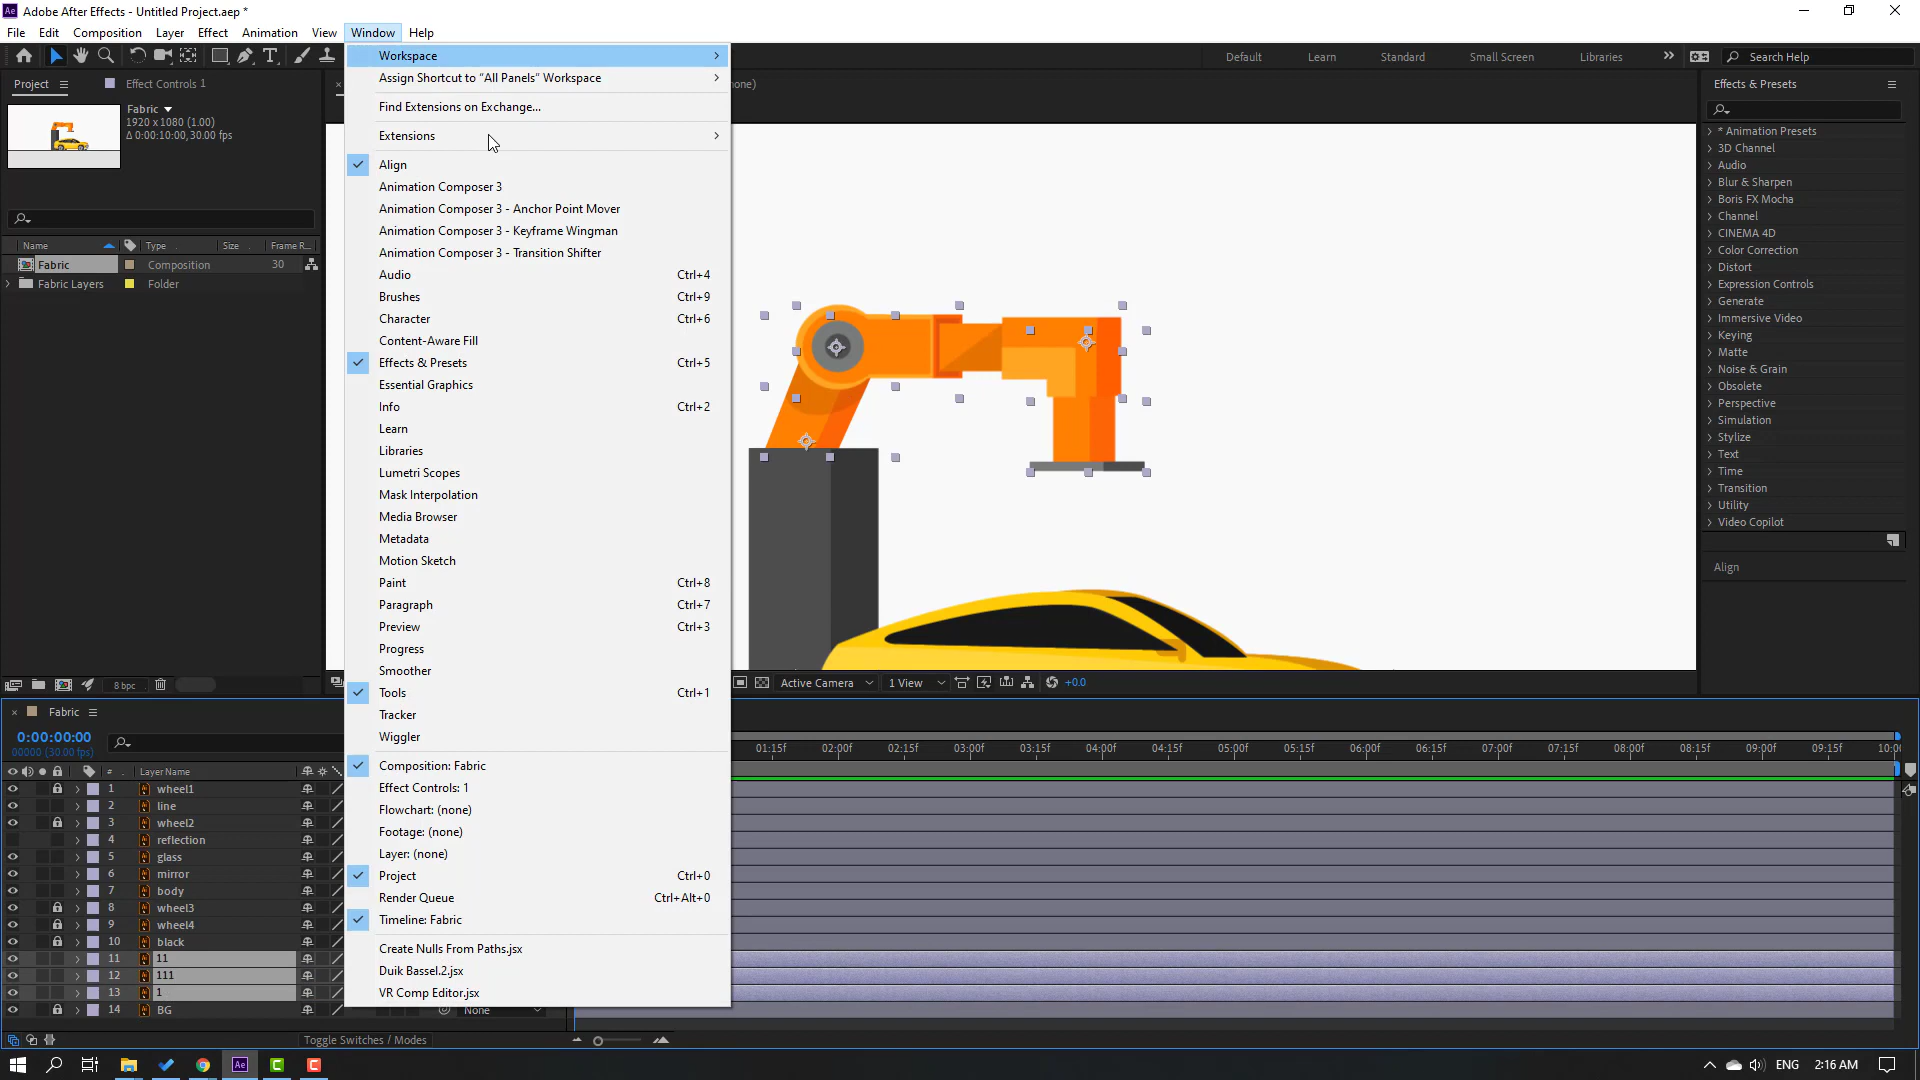 Adobe After Effects - Untitled Project.aep *
File Edit Composition Layer Effect Animation View Window Help
Default Learn Standard Small Screen Libraries Search Help
Project Effect Controls 1
Fabric
1920 x 1080 (1.00)
Δ 0:00:10:00, 30.00 fps
Name Type Size Frame R...
Fabric Composition 30
Fabric Layers Folder
8 bpc
Workspace
Assign Shortcut to "All Panels" Workspace
Find Extensions on Exchange...
Extensions
Align
Animation Composer 3
Animation Composer 3 - Anchor Point Mover
Animation Composer 3 - Keyframe Wingman
Animation Composer 3 - Transition Shifter
Audio Ctrl+4
Brushes Ctrl+9
Character Ctrl+6
Content-Aware Fill
Effects & Presets Ctrl+5
Essential Graphics
Info Ctrl+2
Learn
Libraries
Lumetri Scopes
Mask Interpolation
Media Browser
Metadata
Motion Sketch
Paint Ctrl+8
Paragraph Ctrl+7
Preview Ctrl+3
Progress
Smoother
Tools Ctrl+1
Tracker
Wiggler
Composition: Fabric
Effect Controls: 1
Flowchart: (none)
Footage: (none)
Layer: (none)
Project Ctrl+0
Render Queue Ctrl+Alt+0
Timeline: Fabric
Create Nulls From Paths.jsx
Duik Bassel.2.jsx
VR Comp Editor.jsx
one)
Active Camera 1 View +0.0
Effects & Presets
* Animation Presets
3D Channel
Audio
Blur & Sharpen
Boris FX Mocha
Channel
CINEMA 4D
Color Correction
Distort
Expression Controls
Generate
Immersive Video
Keying
Matte
Noise & Grain
Obsolete
Perspective
Simulation
Stylize
Text
Time
Transition
Utility
Video Copilot
Align
Fabric
0:00:00:00
00000 (30.00 fps)
01:15f 02:00f 02:15f 03:00f 03:15f 04:00f 04:15f 05:00f 05:15f 06:00f 06:15f 07:00f 07:15f 08:00f 08:15f 09:00f 09:15f 10:0
# Layer Name
1 wheel1
2 line
3 wheel2
4 reflection
5 glass
6 mirror
7 body
8 wheel3
9 wheel4
10 black
11 11
12 111
13 1
14 BG None
Toggle Switches / Modes
ENG 2:16 AM